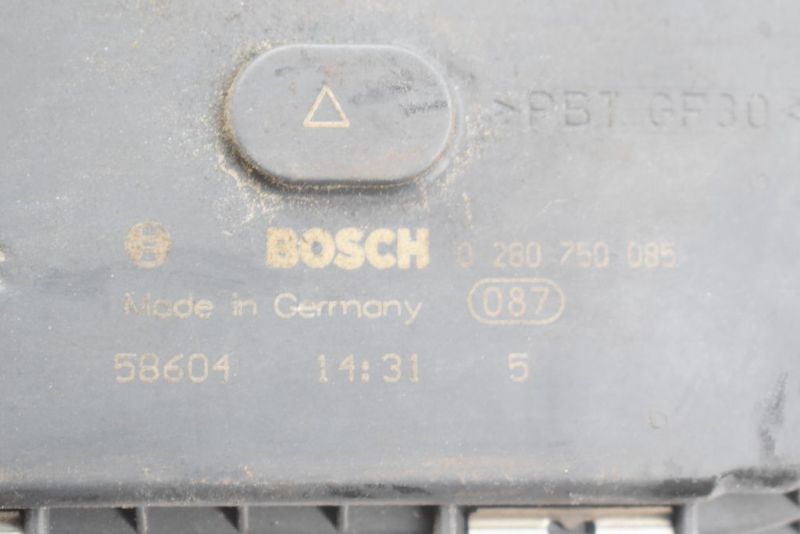 >PBT GF30<
BOSCH 0 280 750 085
Made in Germany 087
58604 14:31 5